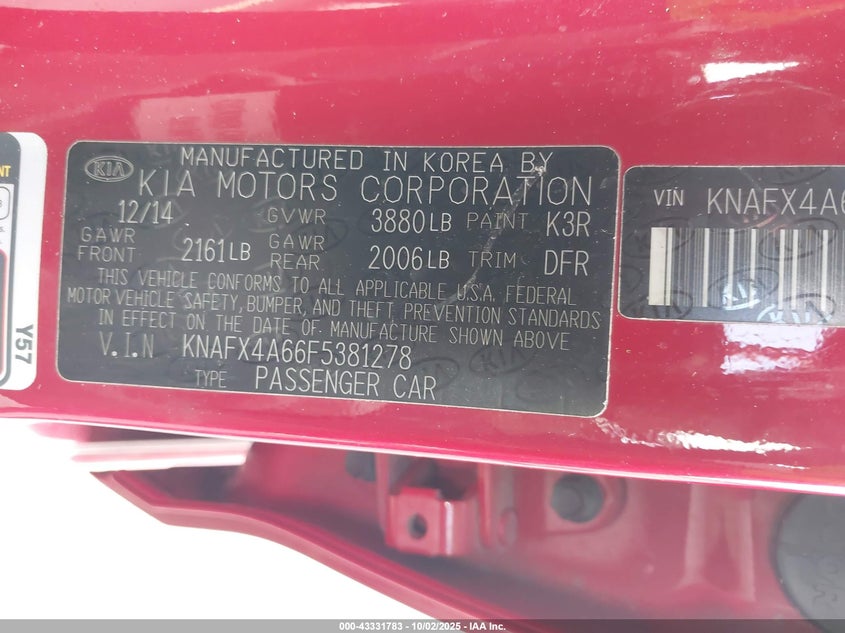 KIA
MANUFACTURED IN KOREA BY
KIA MOTORS CORPORATION
12/14 GVWR 3880LB PAINT K3R
GAWR FRONT 2161LB GAWR REAR 2006LB TRIM DFR
THIS VEHICLE CONFORMS TO ALL APPLICABLE U.S.A. FEDERAL
MOTOR VEHICLE SAFETY, BUMPER, AND THEFT PREVENTION STANDARDS
IN EFFECT ON THE DATE OF MANUFACTURE SHOWN ABOVE
V.I.N KNAFX4A66F5381278
TYPE PASSENGER CAR
VIN KNAFX4A6
Y57
000-43331783 - 10/02/2025 - IAA Inc.